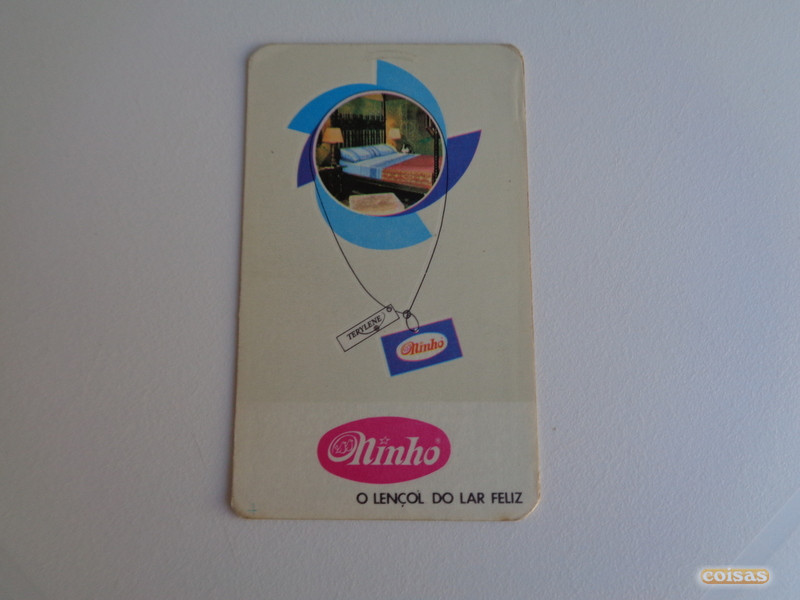 TERYLENE
Ninho
Ninho®
O LENÇOL DO LAR FELIZ
coisas